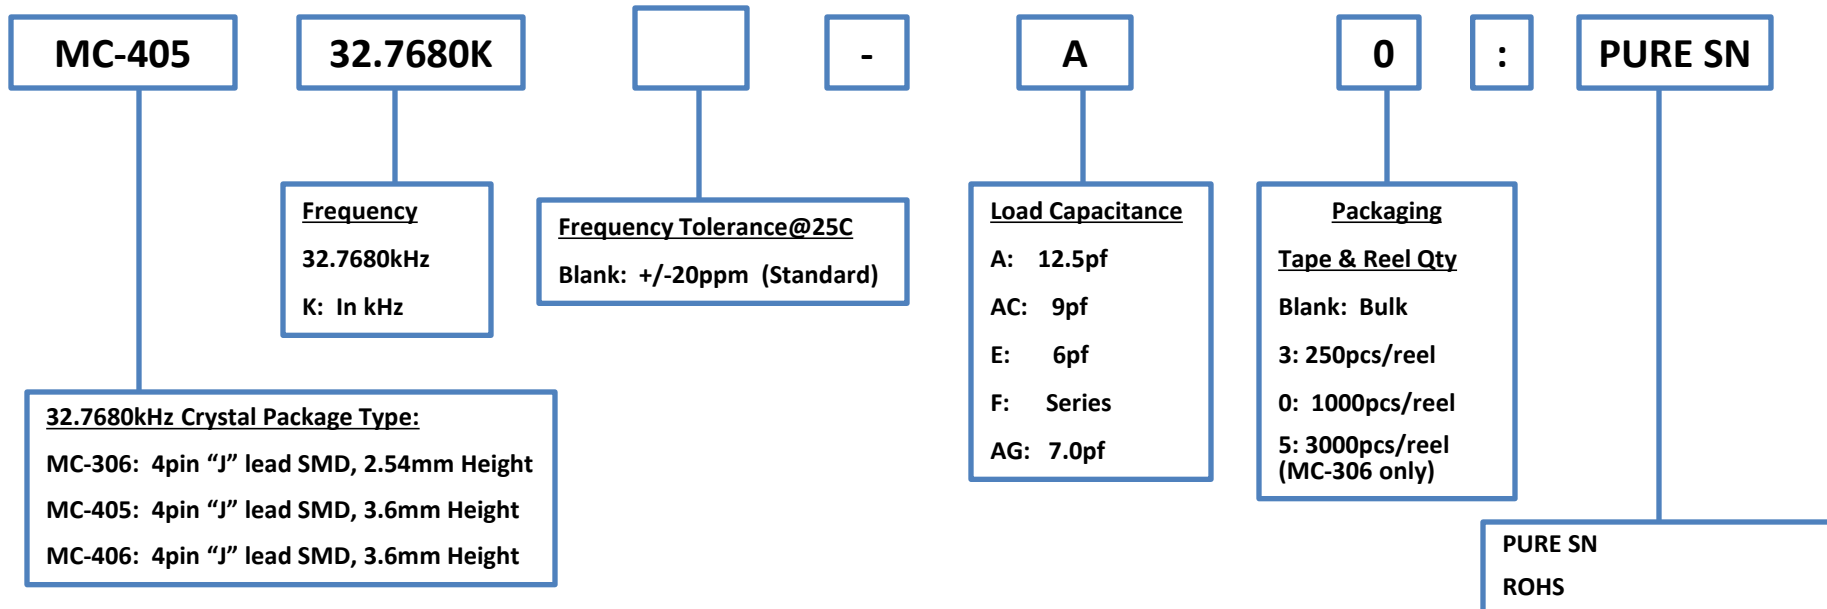 MC-405 32.7680K - A 0 : PURE SN
Frequency
32.7680kHz
K: In kHz
Frequency Tolerance@25C
Blank: +/-20ppm (Standard)
Load Capacitance
A: 12.5pf
AC: 9pf
E: 6pf
F: Series
AG: 7.0pf
Packaging
Tape & Reel Qty
Blank: Bulk
3: 250pcs/reel
0: 1000pcs/reel
5: 3000pcs/reel
(MC-306 only)
32.7680kHz Crystal Package Type:
MC-306: 4pin “J” lead SMD, 2.54mm Height
MC-405: 4pin “J” lead SMD, 3.6mm Height
MC-406: 4pin “J” lead SMD, 3.6mm Height
PURE SN
ROHS